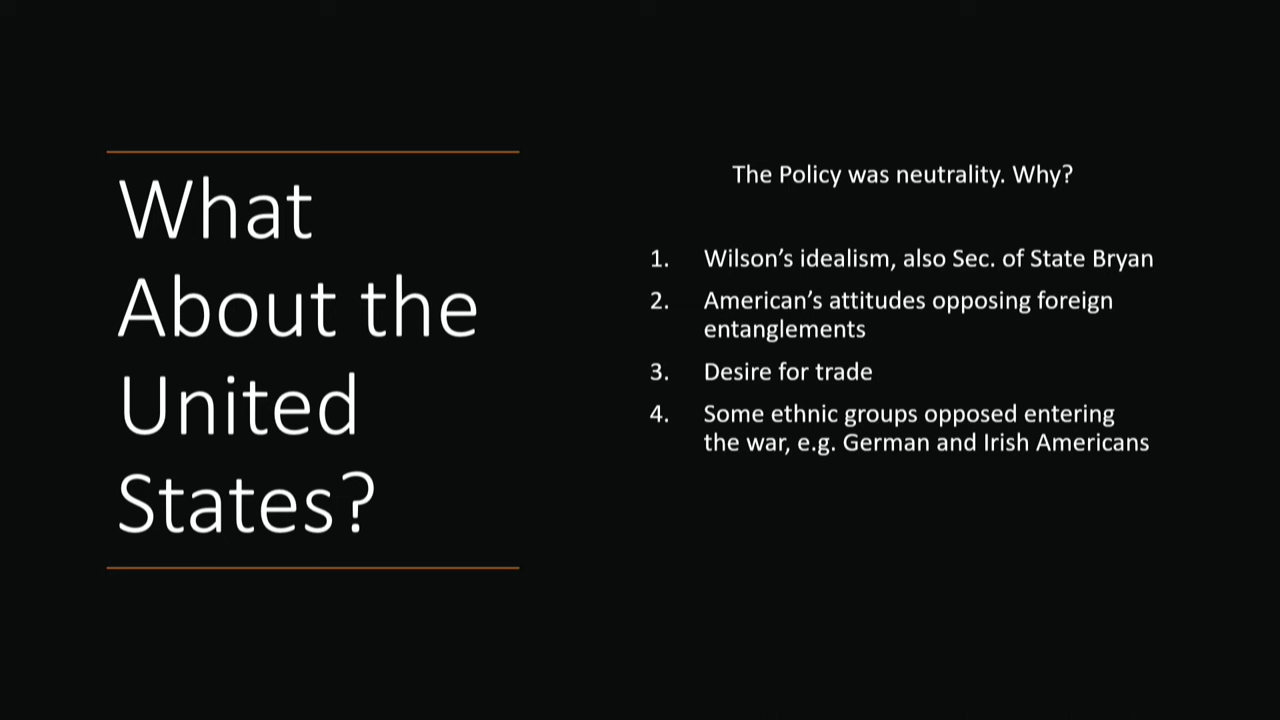 What
About the
United
States?
The Policy was neutrality. Why?
1. Wilson’s idealism, also Sec. of State Bryan
2. American’s attitudes opposing foreign
entanglements
3. Desire for trade
4. Some ethnic groups opposed entering
the war, e.g. German and Irish Americans